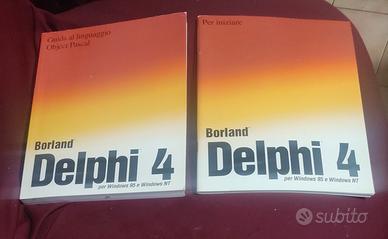 Guida al linguaggio
Object Pascal
Borland
Delphi 4
per Windows 95 e Windows NT
Per iniziare
Borland
Delphi 4
per Windows 95 e Windows NT
subito